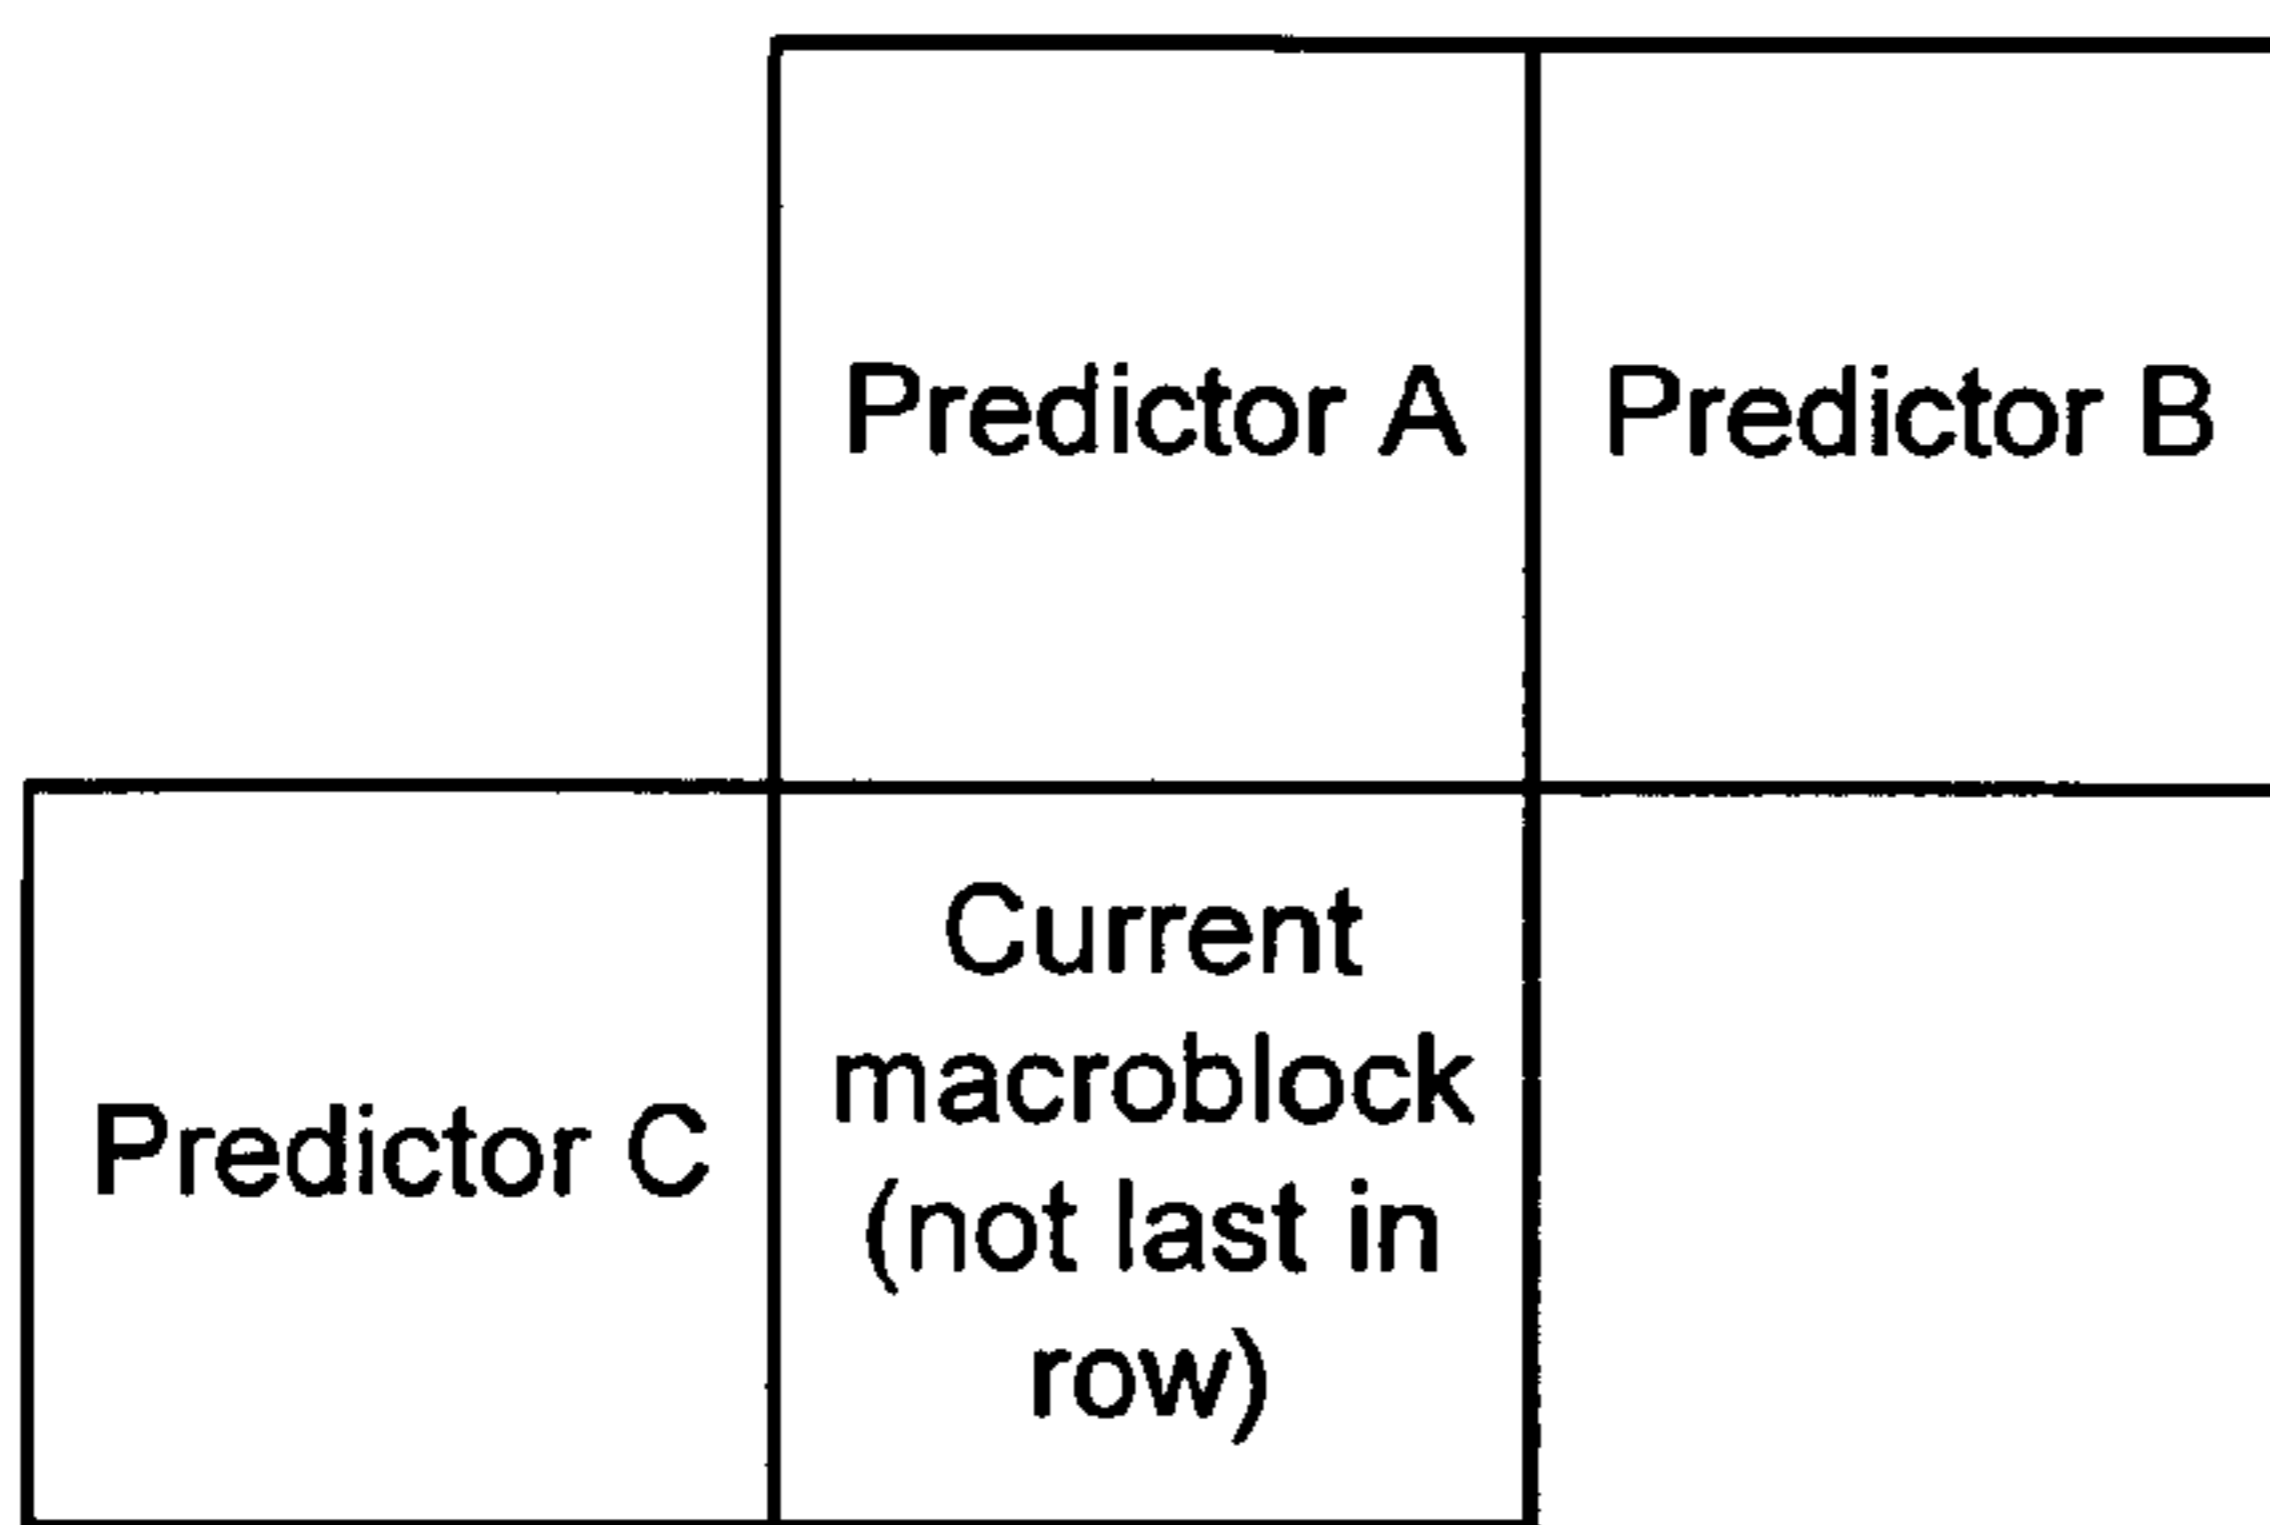 Predictor A
Predictor B
Predictor C
Current
macroblock
(not last in
row)